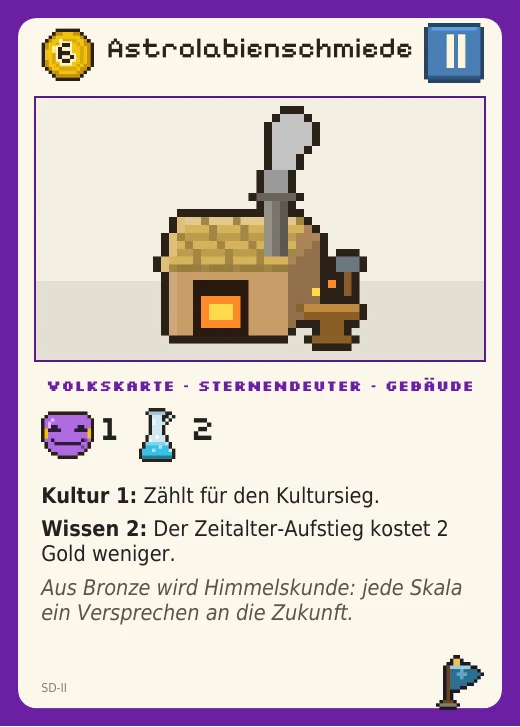 6 Astrolabienschmiede II
VOLKSKARTE - STERNENDEUTER - GEBÄUDE
1 2
Kultur 1: Zählt für den Kultursieg.
Wissen 2: Der Zeitalter-Aufstieg kostet 2
Gold weniger.
Aus Bronze wird Himmelskunde: jede Skala
ein Versprechen an die Zukunft.
SD-II